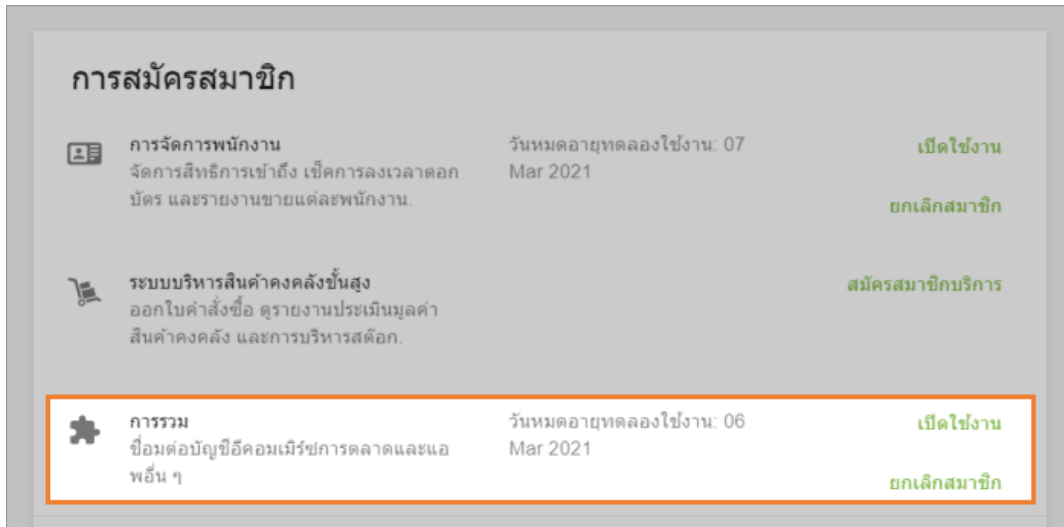 การสมัครสมาชิก
การจัดการพนักงาน
จัดการสิทธิการเข้าถึง เช็คการลงเวลาตอก
บัตร และรายงานขายแต่ละพนักงาน.
วันหมดอายุทดลองใช้งาน: 07
Mar 2021
เปิดใช้งาน
ยกเลิกสมาชิก
ระบบบริหารสินค้าคงคลังขั้นสูง
ออกใบคำสั่งซื้อ ดูรายงานประเมินมูลค่า
สินค้าคงคลัง และการบริหารสต๊อก.
สมัครสมาชิกบริการ
การรวม
ชื่อมต่อบัญชีอีคอมเมิร์ซการตลาดและแอ
พอื่น ๆ
วันหมดอายุทดลองใช้งาน: 06
Mar 2021
เปิดใช้งาน
ยกเลิกสมาชิก